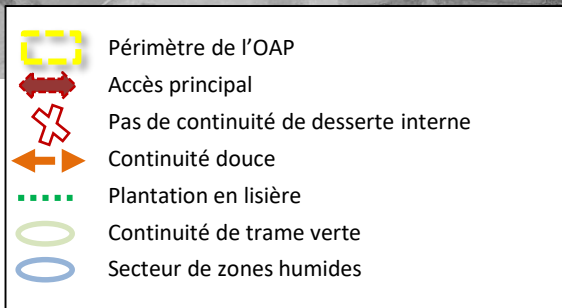 Périmètre de l’OAP
Accès principal
Pas de continuité de desserte interne
Continuité douce
Plantation en lisière
Continuité de trame verte
Secteur de zones humides